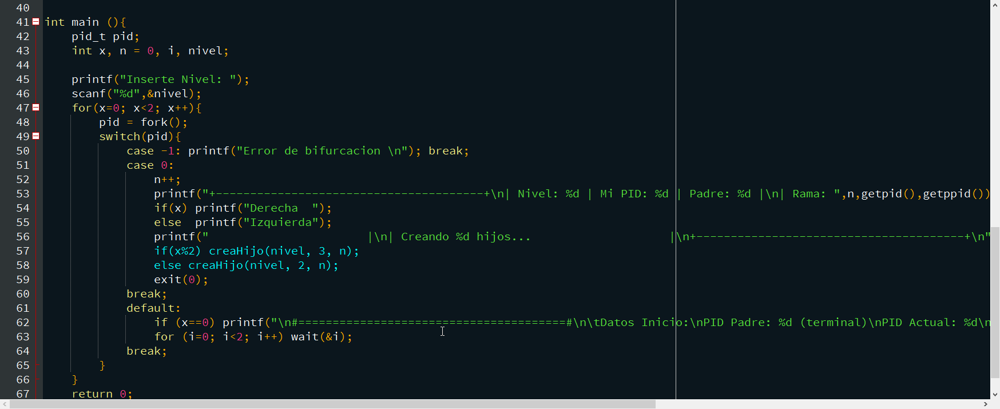 40
41 int main (){
42     pid_t pid;
43     int x, n = 0, i, nivel;
44
45     printf("Inserte Nivel: ");
46     scanf("%d",&nivel);
47     for(x=0; x<2; x++){
48         pid = fork();
49         switch(pid){
50             case -1: printf("Error de bifurcacion \n"); break;
51             case 0:
52                 n++;
53                 printf("+---------------------------------------+\n| Nivel: %d | Mi PID: %d | Padre: %d |\n| Rama: ",n,getpid(),getppid())
54                 if(x) printf("Derecha  ");
55                 else  printf("Izquierda");
56                 printf("                       |\n| Creando %d hijos...                    |\n+---------------------------------------+\n"
57                 if(x%2) creaHijo(nivel, 3, n);
58                 else creaHijo(nivel, 2, n);
59                 exit(0);
60             break;
61             default:
62                 if (x==0) printf("\n#=======================================#\n\tDatos Inicio:\nPID Padre: %d (terminal)\nPID Actual: %d\n
63                 for (i=0; i<2; i++) wait(&i);
64             break;
65         }
66     }
67     return 0;